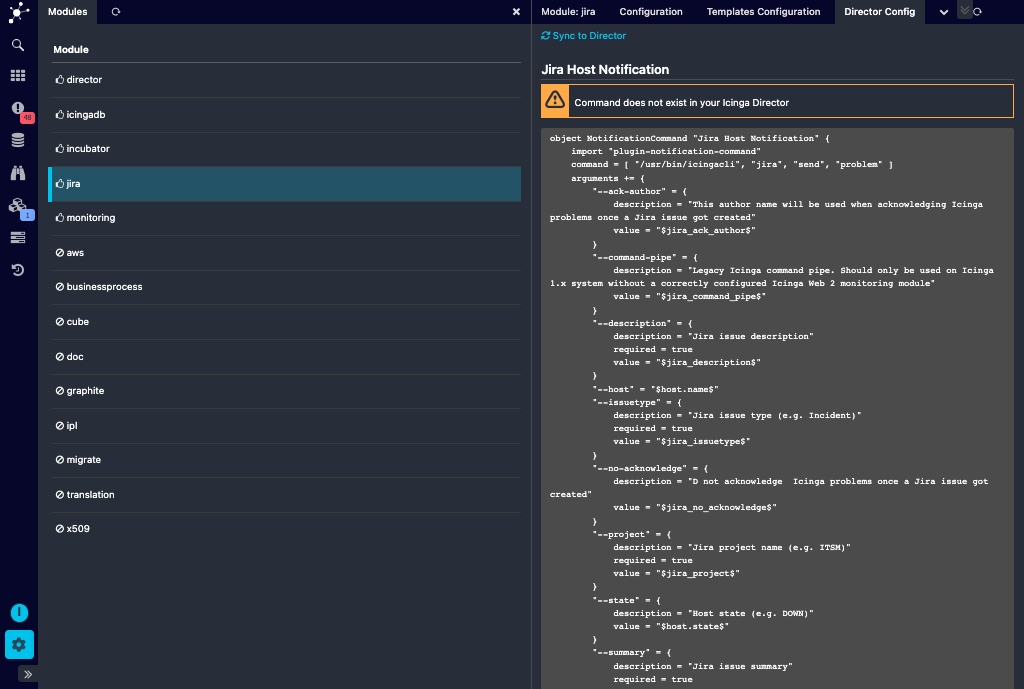 Modules
Module: jira
Configuration
Templates Configuration
Director Config
Sync to Director
Module
director
icingadb
incubator
jira
monitoring
aws
businessprocess
cube
doc
graphite
ipl
migrate
translation
x509
48
1
I
Jira Host Notification
Command does not exist in your Icinga Director
object NotificationCommand "Jira Host Notification" {
import "plugin-notification-command"
command = [ "/usr/bin/icingacli", "jira", "send", "problem" ]
arguments += {
"--ack-author" = {
description = "This author name will be used when acknowledging Icinga
problems once a Jira issue got created"
value = "$jira_ack_author$"
}
"--command-pipe" = {
description = "Legacy Icinga command pipe. Should only be used on Icinga
1.x system without a correctly configured Icinga Web 2 monitoring module"
value = "$jira_command_pipe$"
}
"--description" = {
description = "Jira issue description"
required = true
value = "$jira_description$"
}
"--host" = "$host.name$"
"--issuetype" = {
description = "Jira issue type (e.g. Incident)"
required = true
value = "$jira_issuetype$"
}
"--no-acknowledge" = {
description = "D not acknowledge  Icinga problems once a Jira issue got
created"
value = "$jira_no_acknowledge$"
}
"--project" = {
description = "Jira project name (e.g. ITSM)"
required = true
value = "$jira_project$"
}
"--state" = {
description = "Host state (e.g. DOWN)"
value = "$host.state$"
}
"--summary" = {
description = "Jira issue summary"
required = true